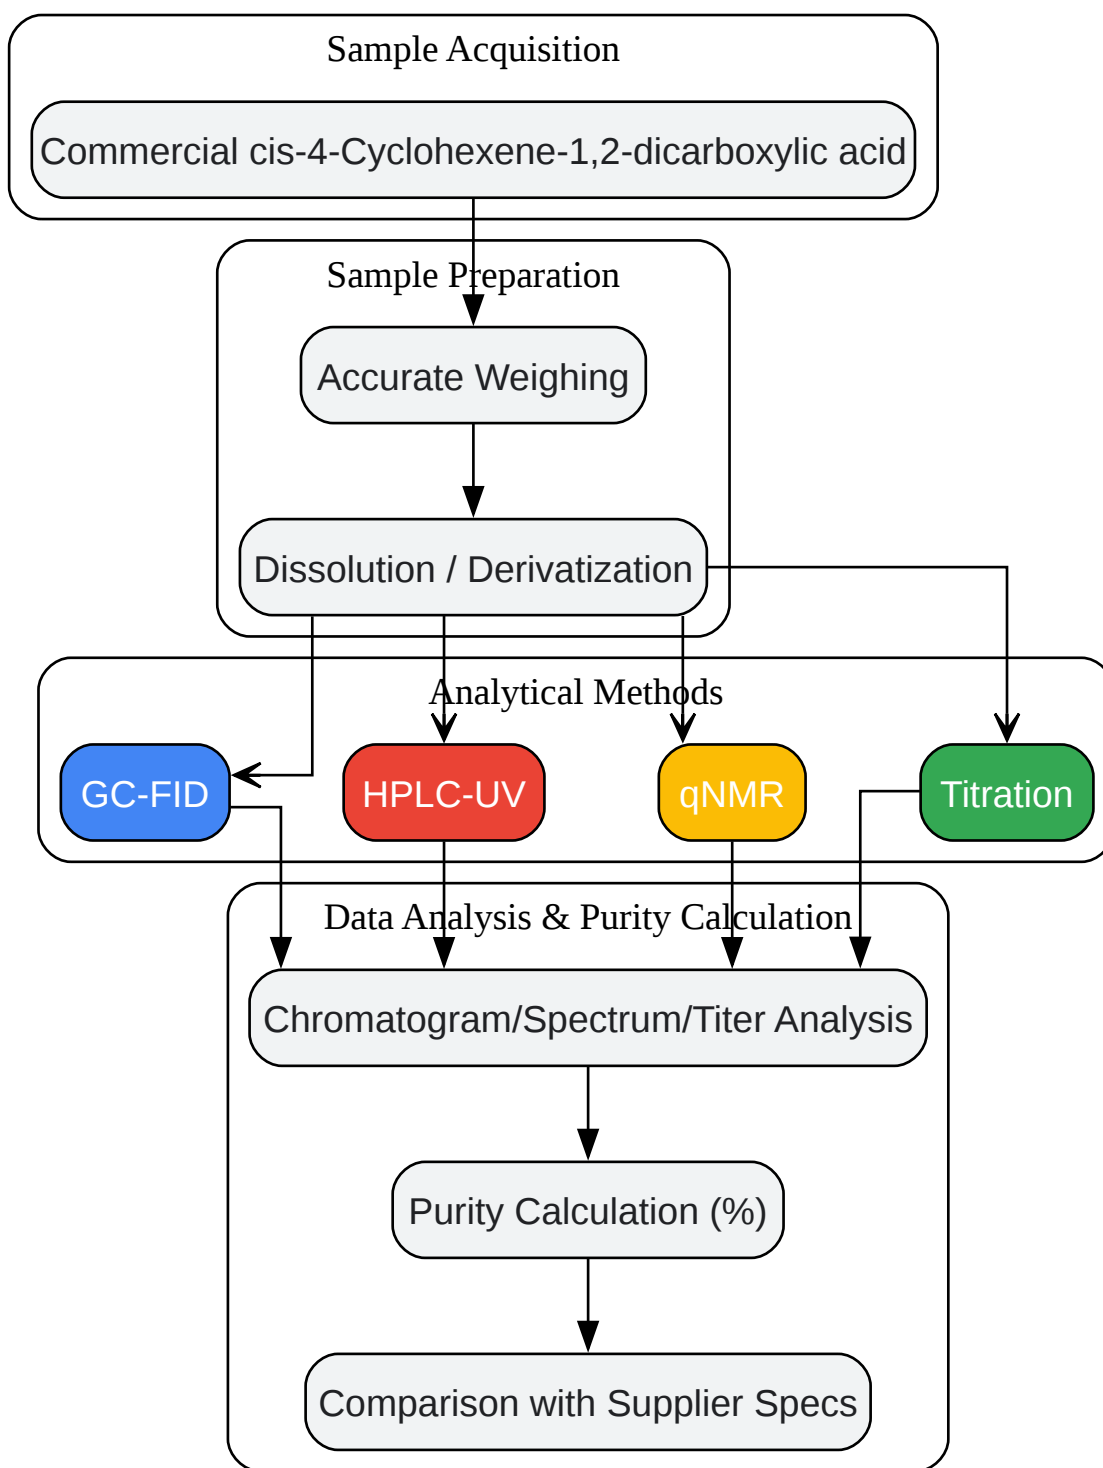 Sample Acquisition
Commercial cis-4-Cyclohexene-1,2-dicarboxylic acid
Sample Preparation
Accurate Weighing
Dissolution / Derivatization
Analytical Methods
GC-FID
HPLC-UV
qNMR
Titration
Data Analysis & Purity Calculation
Chromatogram/Spectrum/Titer Analysis
Purity Calculation (%)
Comparison with Supplier Specs